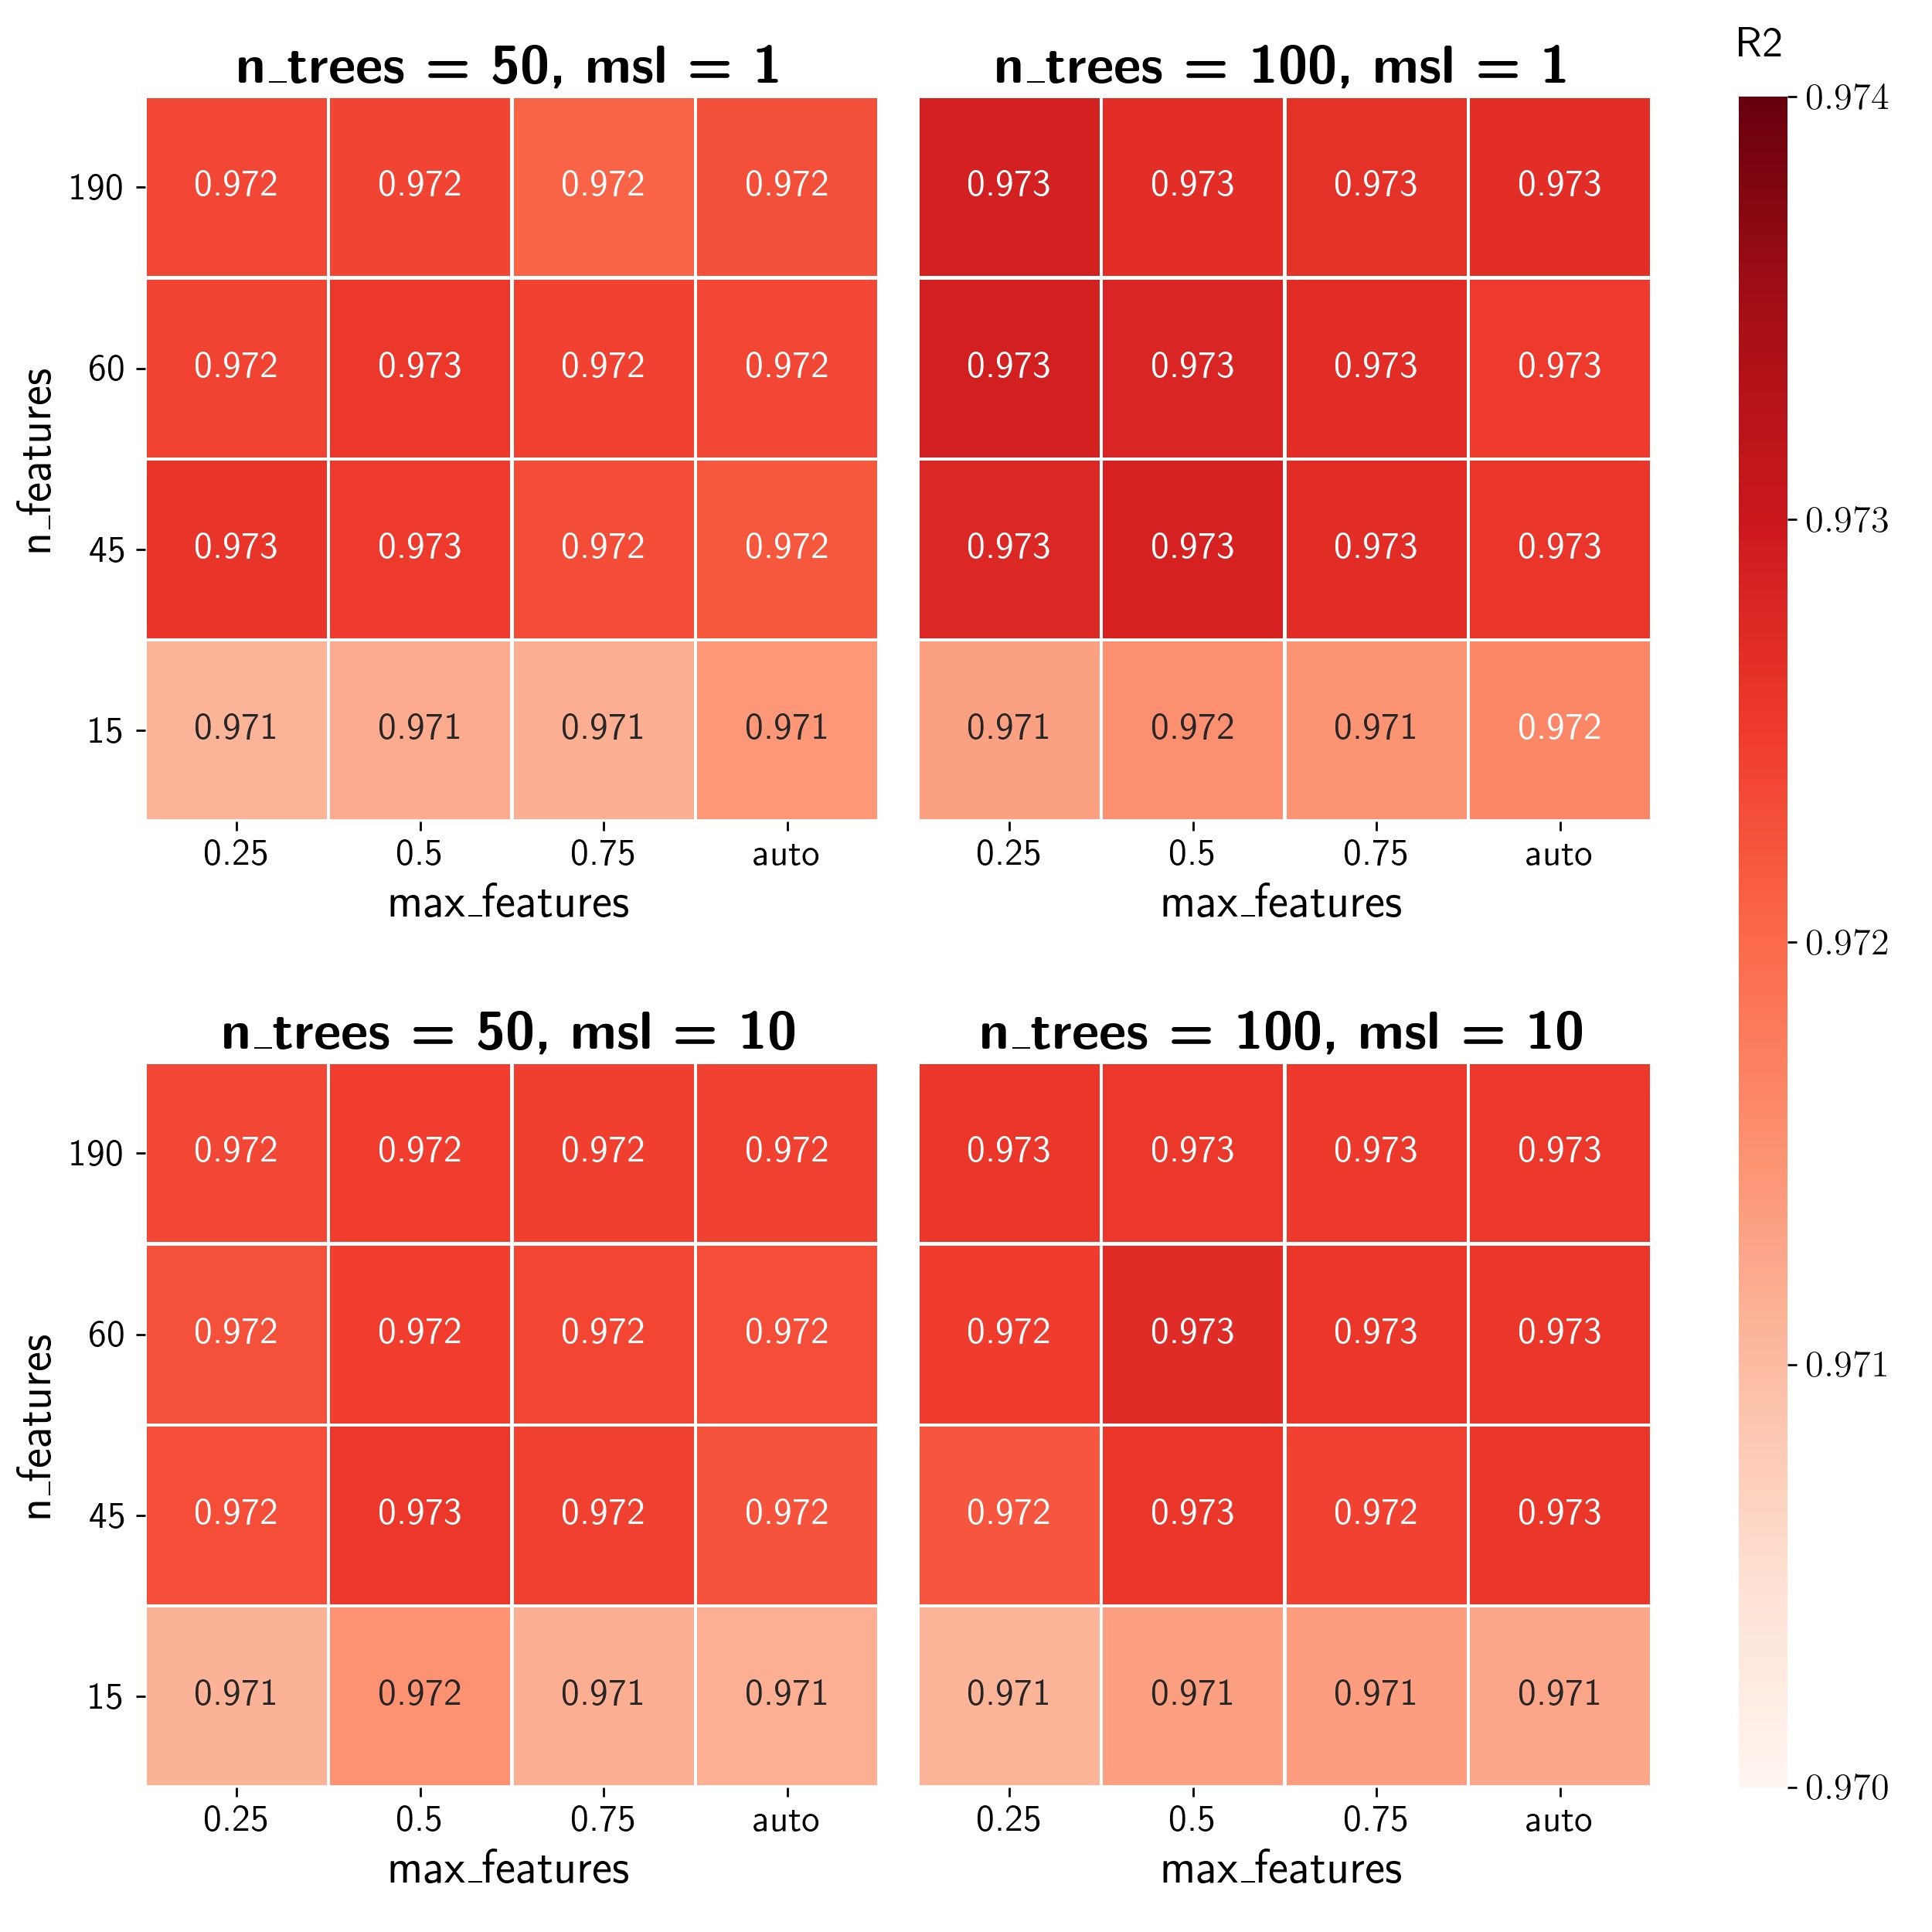 R2
n_trees = 50, msl = 1
n_trees = 100, msl = 1
0.974
190
0.972 0.972 0.972 0.972
0.973 0.973 0.973 0.973
60
0.972 0.973 0.972 0.972
0.973 0.973 0.973 0.973
n_features
45
0.973 0.973 0.972 0.972
0.973 0.973 0.973 0.973
0.973
15
0.971 0.971 0.971 0.971
0.971 0.972 0.971 0.972
0.25 0.5 0.75 auto
0.25 0.5 0.75 auto
max_features
max_features
0.972
n_trees = 50, msl = 10
n_trees = 100, msl = 10
190
0.972 0.972 0.972 0.972
0.973 0.973 0.973 0.973
60
0.972 0.972 0.972 0.972
0.972 0.973 0.973 0.973
0.971
n_features
45
0.972 0.973 0.972 0.972
0.972 0.973 0.972 0.973
15
0.971 0.972 0.971 0.971
0.971 0.971 0.971 0.971
0.970
0.25 0.5 0.75 auto
0.25 0.5 0.75 auto
max_features
max_features